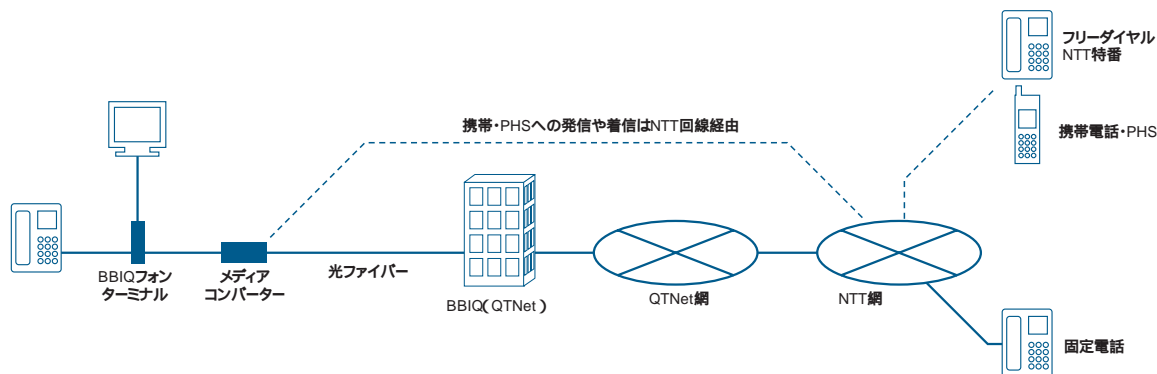 フリーダイヤル
NTT特番
携帯・PHSへの発信や着信はNTT回線経由
携帯電話・PHS
BBIQフォン
ターミナル
メディア
コンバーター
光ファイバー
BBIQ(QTNet)
QTNet網
NTT網
固定電話